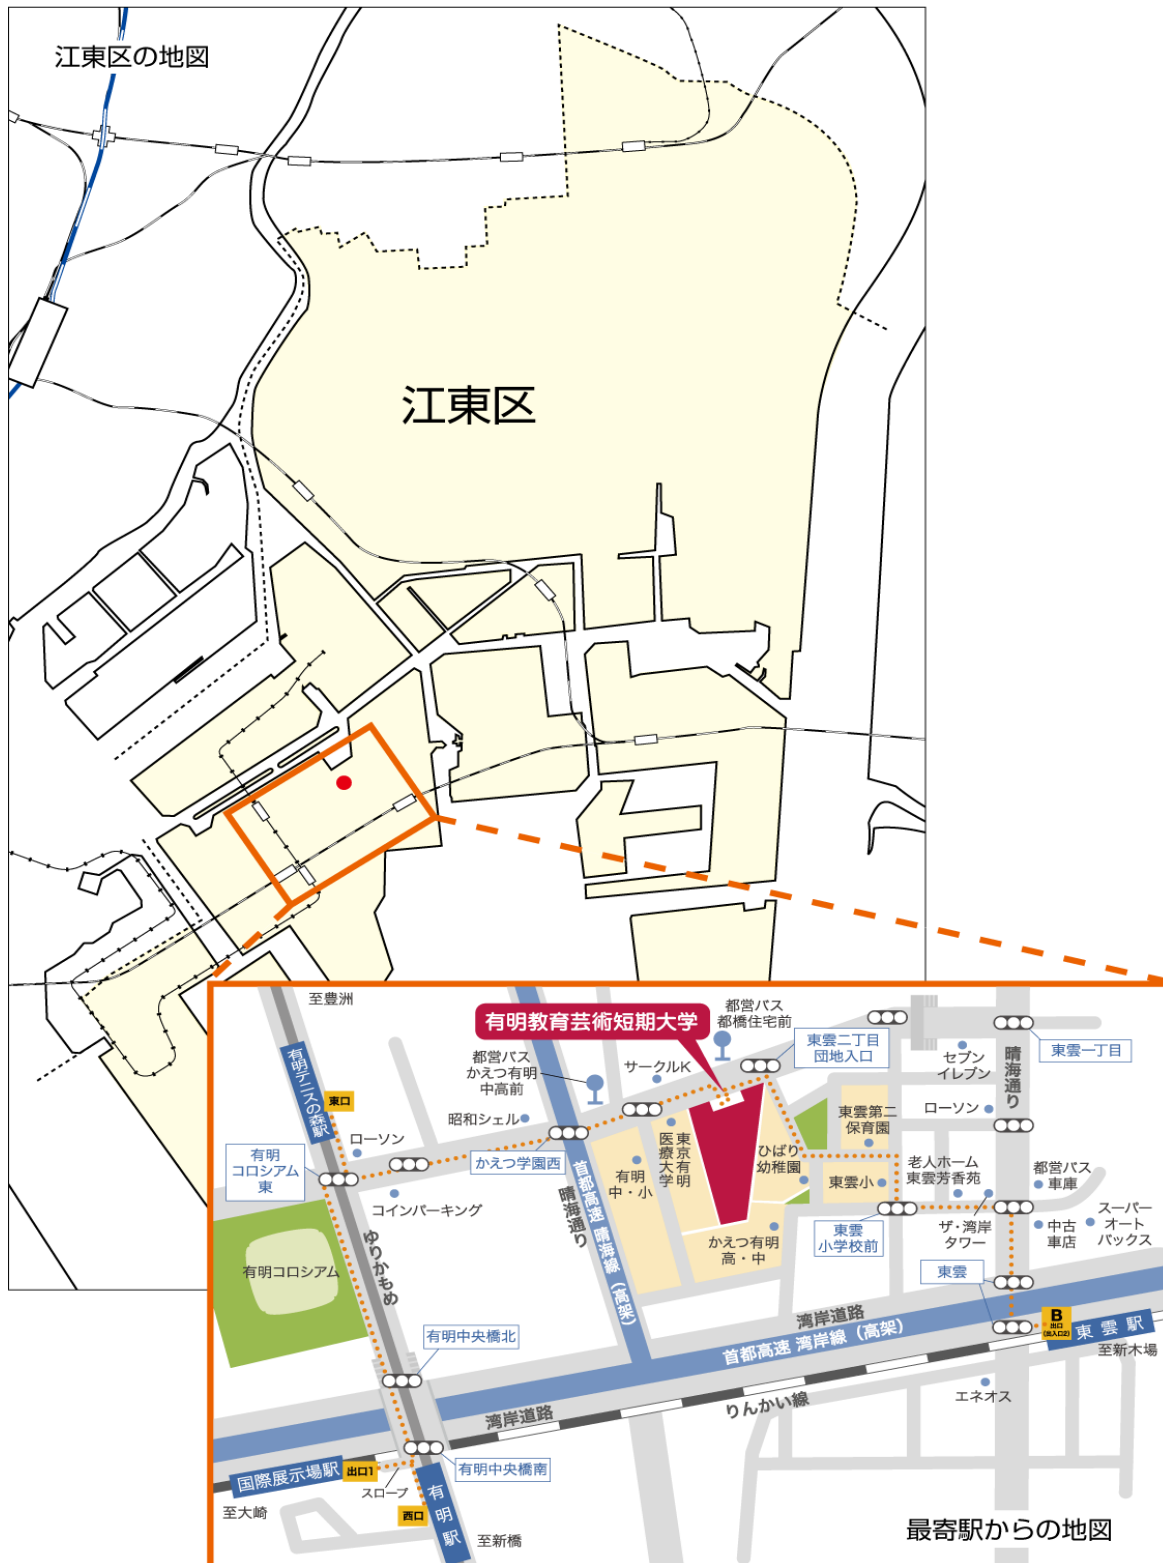 江東区の地図
江東区
至豊洲
有明テニスの森駅
東口
ローソン
有明
コロシアム
東
コインパーキング
有明コロシアム
ゆりかもめ
昭和シェル
都営バス
かえつ有明
中高前
サークルK
有明教育芸術短期大学
都営バス
都橋住宅前
東雲二丁目
団地入口
セブン
イレブン
晴海通り
東雲一丁目
ローソン
かえつ学園西
首都高速 晴海線（高架）
晴海通り
有明
中・小
東京有明
医療大学
ひばり
幼稚園
東雲第二
保育園
東雲小
老人ホーム
東雲芳香苑
都営バス
車庫
かえつ有明
高・中
東雲
小学校前
ザ・湾岸
タワー
中古
車店
スーパー
オート
バックス
東雲
有明中央橋北
湾岸道路
首都高速 湾岸線（高架）
B
出口
(出入口2)
東雲駅
至新木場
湾岸道路
りんかい線
エネオス
国際展示場駅
出口1
スロープ
有明中央橋南
至大崎
西口
有明駅
至新橋
最寄駅からの地図